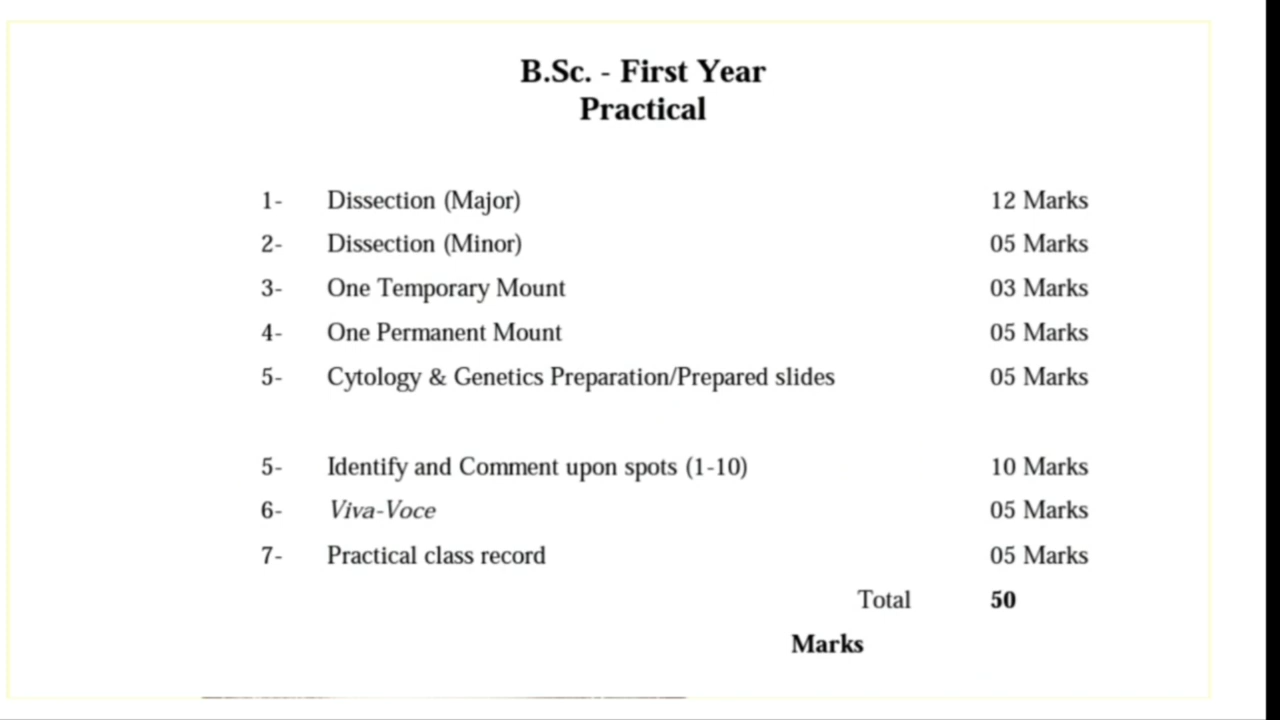 B.Sc. - First Year
Practical
1- Dissection (Major) 12 Marks
2- Dissection (Minor) 05 Marks
3- One Temporary Mount 03 Marks
4- One Permanent Mount 05 Marks
5- Cytology & Genetics Preparation/Prepared slides 05 Marks
5- Identify and Comment upon spots (1-10) 10 Marks
6- Viva-Voce 05 Marks
7- Practical class record 05 Marks
Total 50
Marks